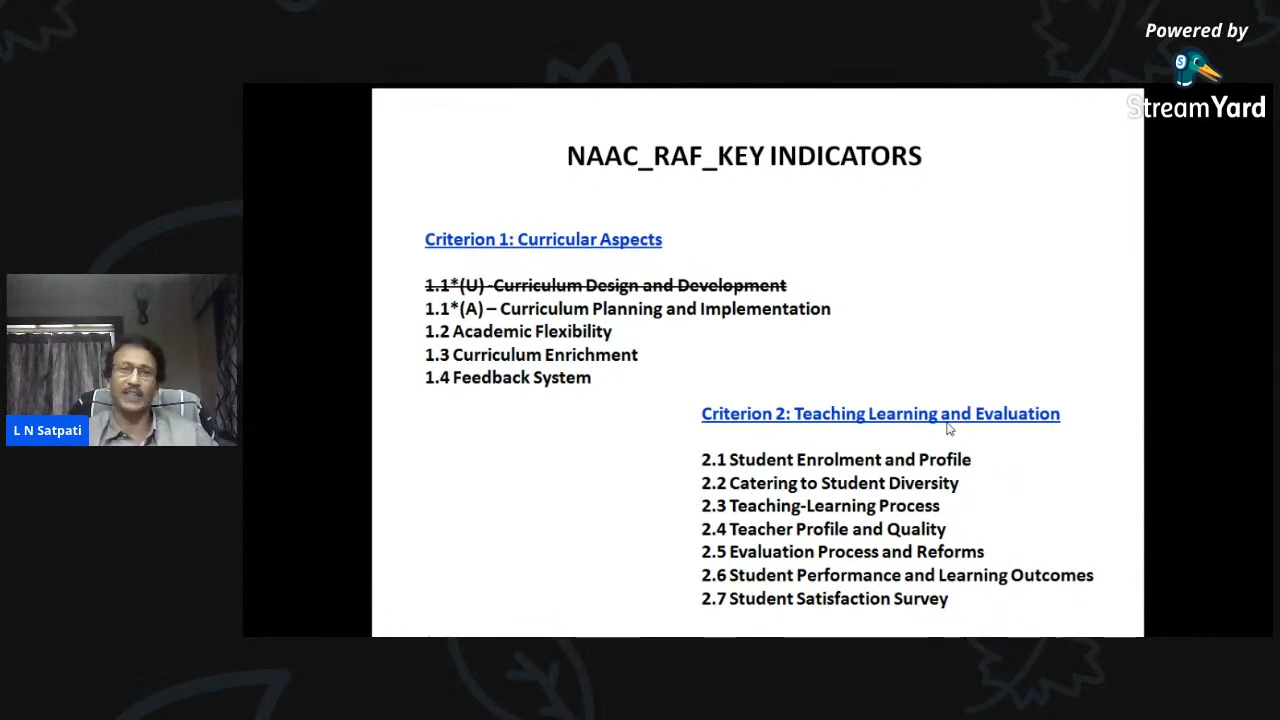 Powered by
StreamYard
NAAC_RAF_KEY INDICATORS
Criterion 1: Curricular Aspects
1.1*(U) -Curriculum Design and Development
1.1*(A) – Curriculum Planning and Implementation
1.2 Academic Flexibility
1.3 Curriculum Enrichment
1.4 Feedback System
Criterion 2: Teaching Learning and Evaluation
2.1 Student Enrolment and Profile
2.2 Catering to Student Diversity
2.3 Teaching-Learning Process
2.4 Teacher Profile and Quality
2.5 Evaluation Process and Reforms
2.6 Student Performance and Learning Outcomes
2.7 Student Satisfaction Survey
L N Satpati